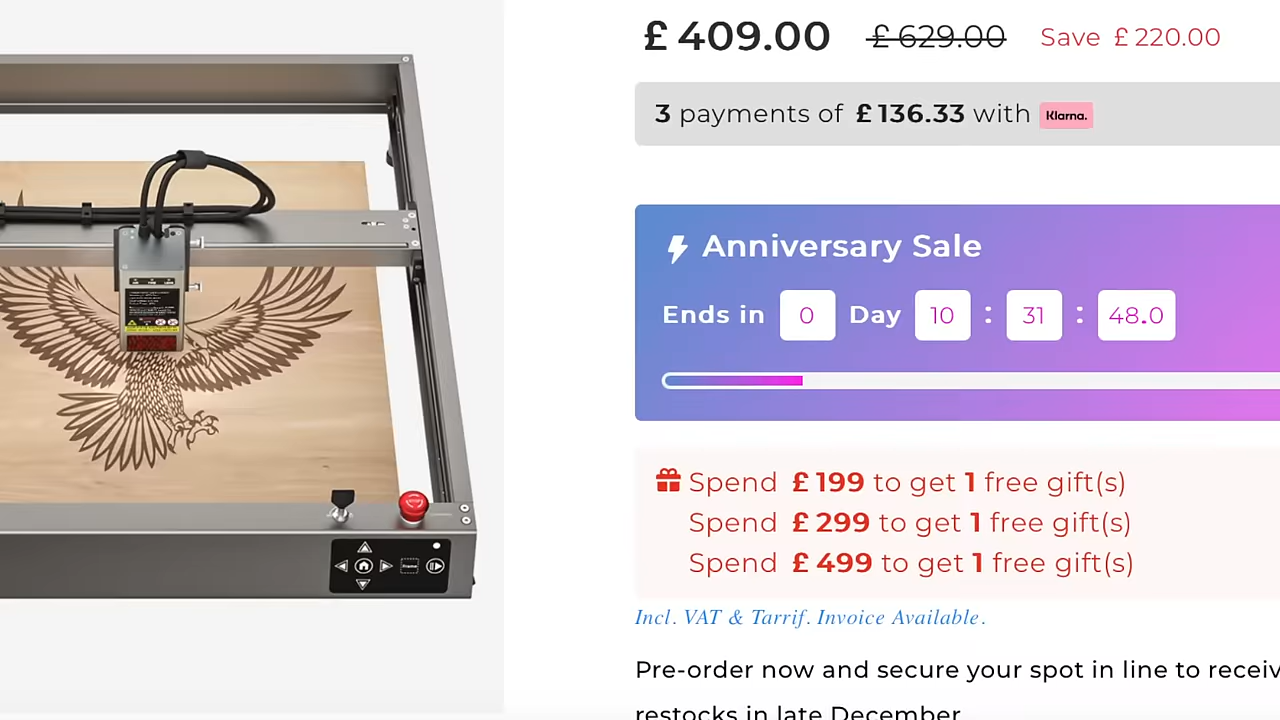 £409.00 £629.00 Save £220.00
3 payments of £136.33 with Klarna.
Anniversary Sale
Ends in 0 Day 10 : 31 : 48.0
Spend £199 to get 1 free gift(s)
Spend £299 to get 1 free gift(s)
Spend £499 to get 1 free gift(s)
Incl. VAT & Tarrif. Invoice Available.
Pre-order now and secure your spot in line to receiv
restocks in late December
Frame